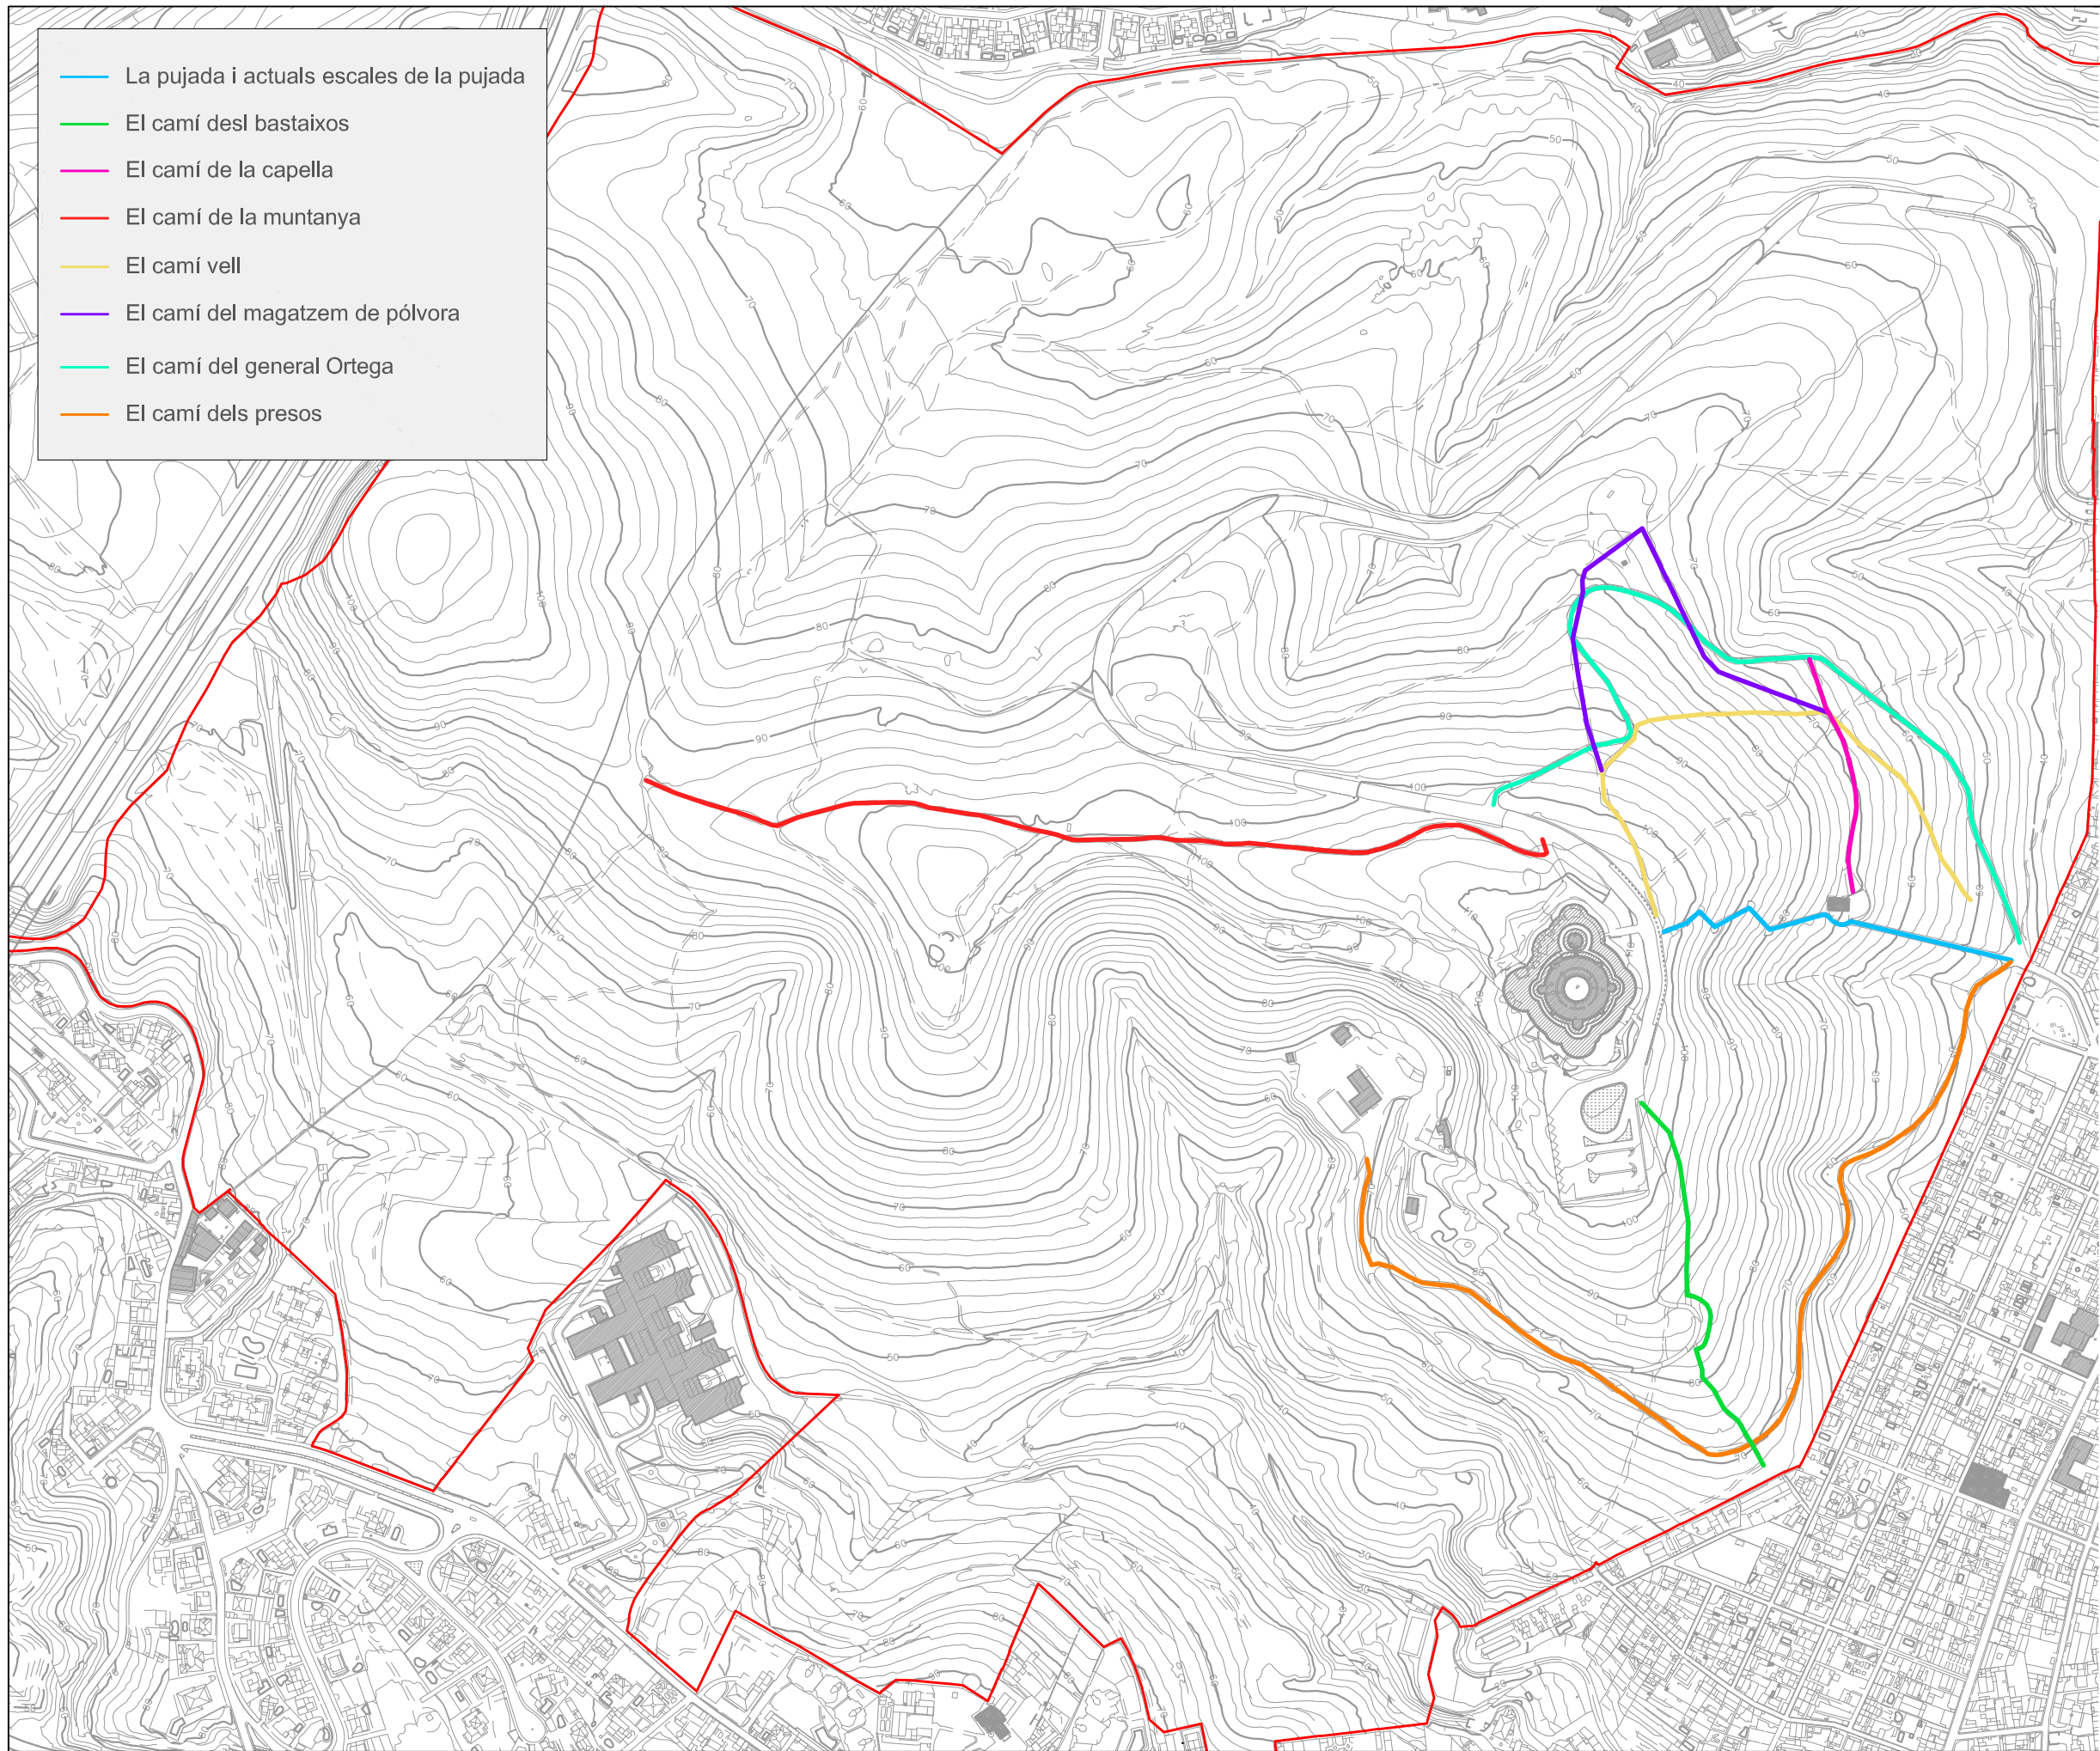 La pujada i actuals escales de la pujada
El camí desl bastaixos
El camí de la capella
El camí de la muntanya
El camí vell
El camí del magatzem de pólvora
El camí del general Ortega
El camí dels presos